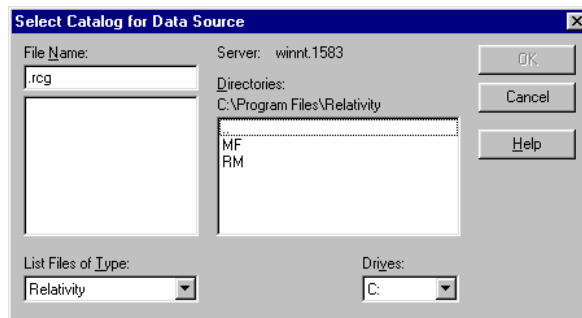 Select Catalog for Data Source
File Name:
.rcg
Server: winnt.1583
Directories:
C:\Program Files\Relativity
..
MF
RM
OK
Cancel
Help
List Files of Type:
Relativity
Drives:
C: